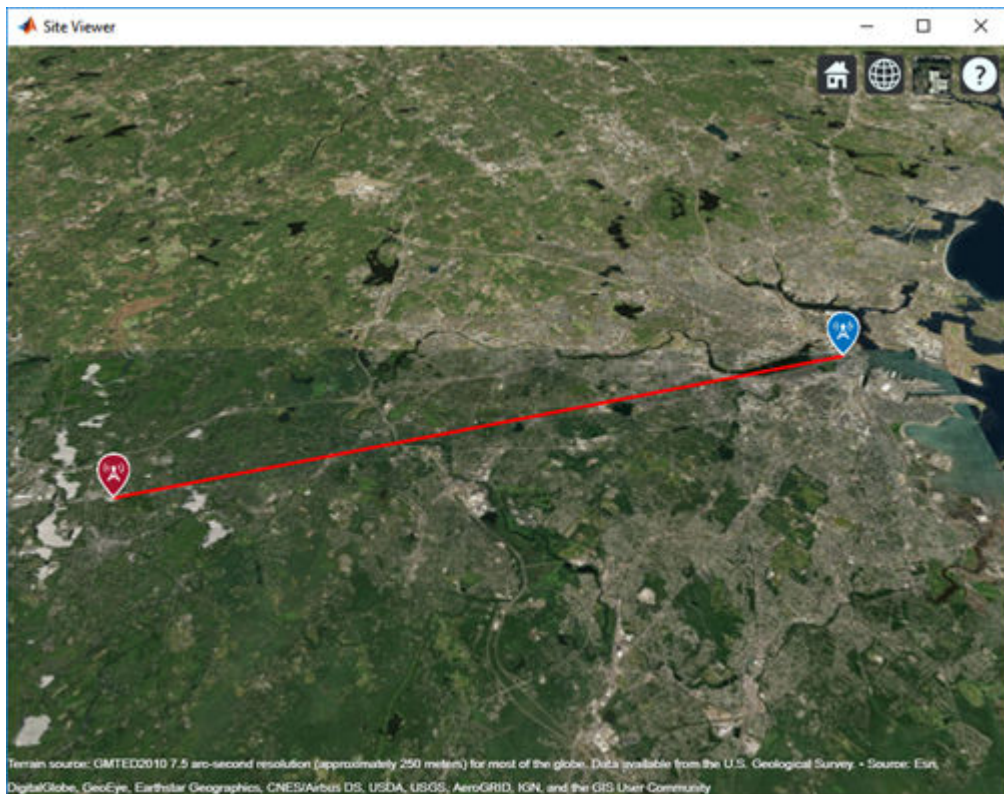 Site Viewer
?
Terrain source: GMTED2010 7.5 arc-second resolution (approximately 250 meters) for most of the globe. Data available from the U.S. Geological Survey. • Source: Esri,
DigitalGlobe, GeoEye, Earthstar Geographics, CNES/Airbus DS, USDA, USGS, AeroGRID, IGN, and the GIS User Community